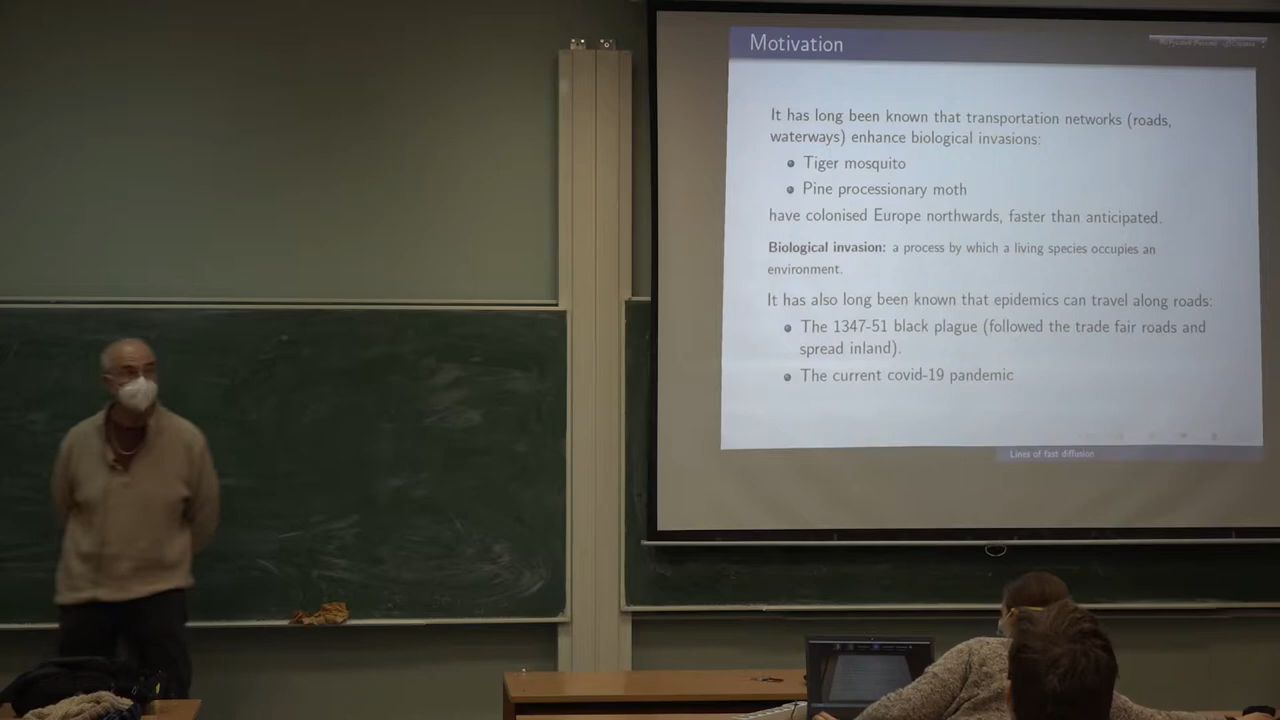 Motivation
It has long been known that transportation networks (roads,
waterways) enhance biological invasions:
Tiger mosquito
Pine processionary moth
have colonised Europe northwards, faster than anticipated.
Biological invasion: a process by which a living species occupies an
environment.
It has also long been known that epidemics can travel along roads:
The 1347-51 black plague (followed the trade fair roads and
spread inland).
The current covid-19 pandemic
Lines of fast diffusion